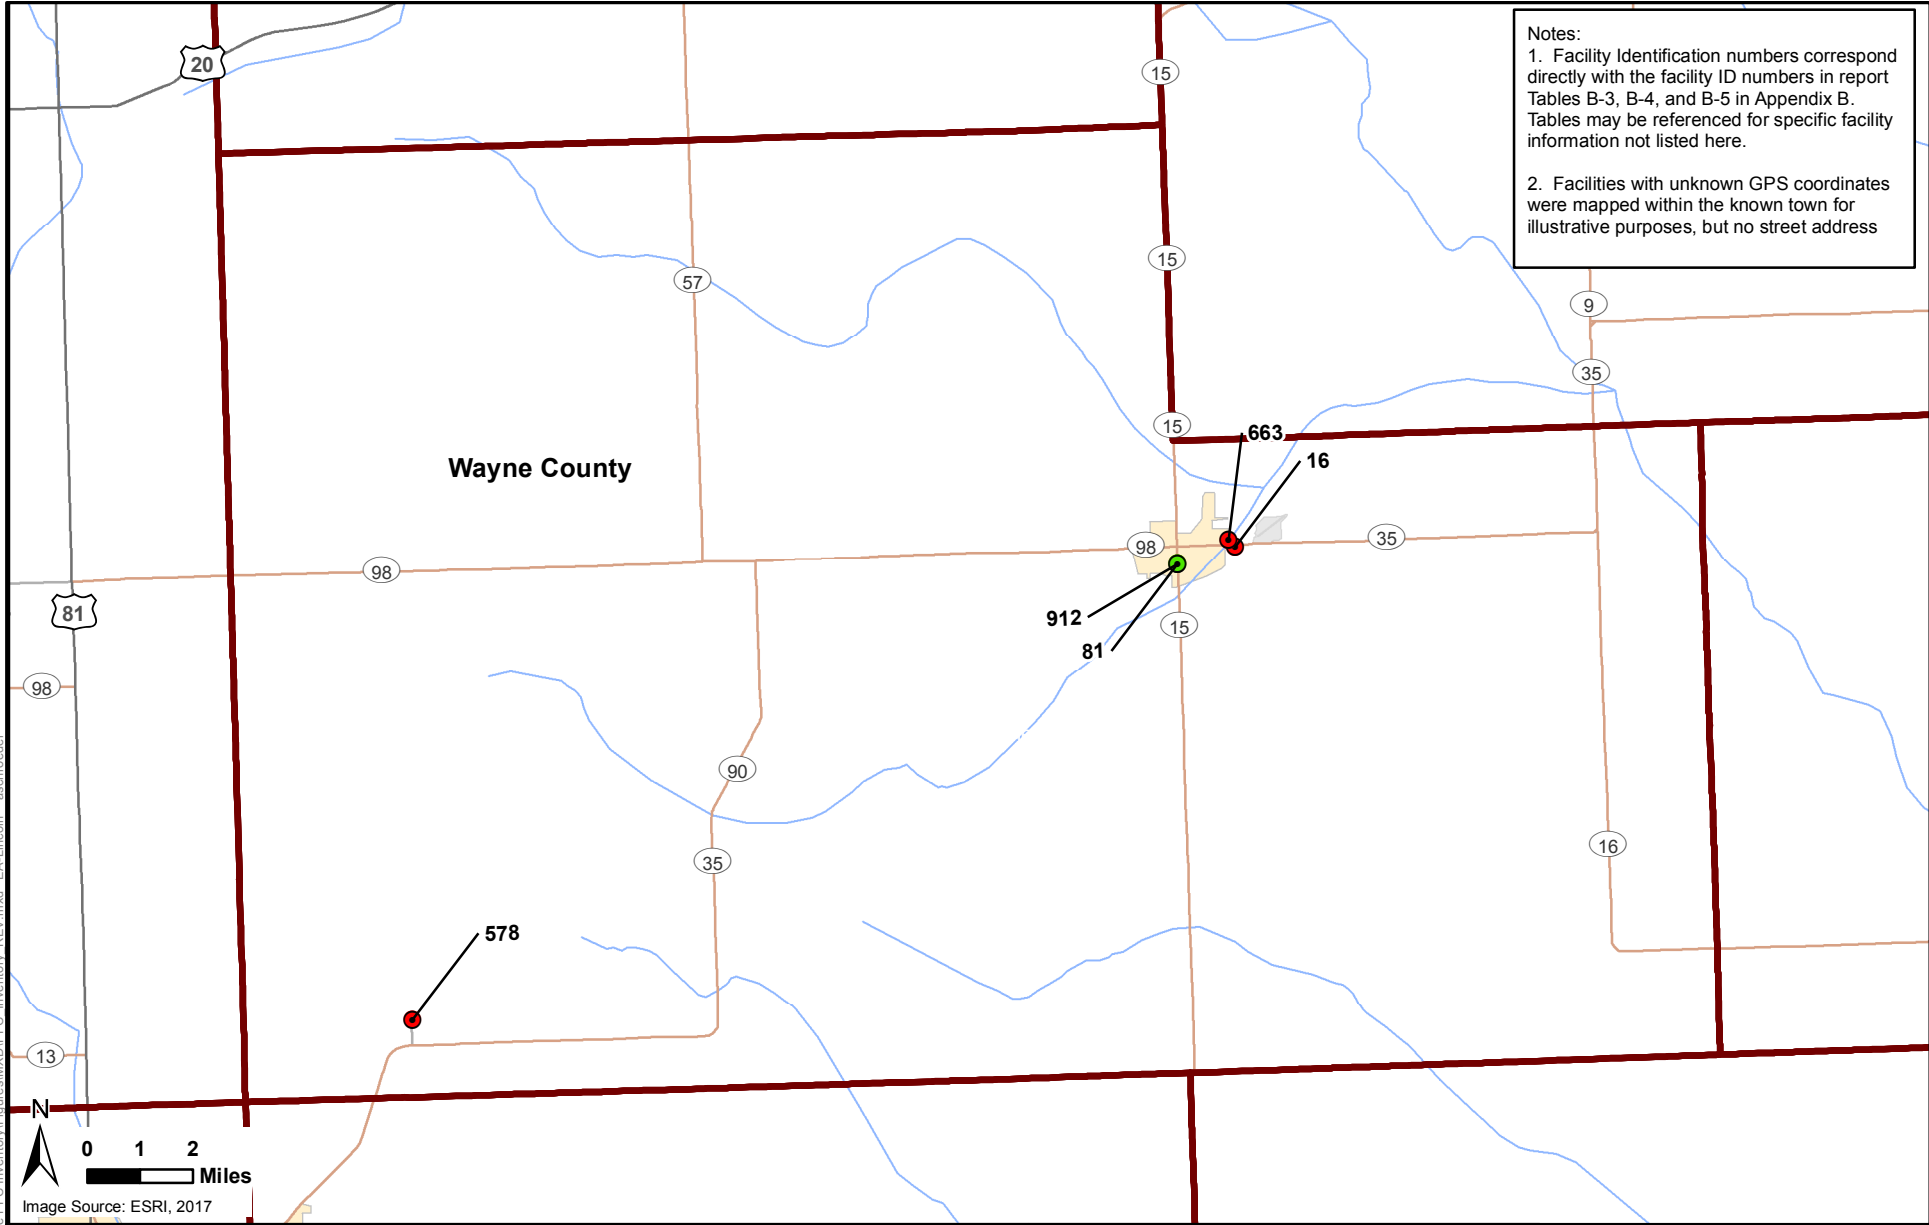 Notes:
1. Facility Identification numbers correspond
directly with the facility ID numbers in report
Tables B-3, B-4, and B-5 in Appendix B.
Tables may be referenced for specific facility
information not listed here.
2. Facilities with unknown GPS coordinates
were mapped within the known town for
illustrative purposes, but no street address
20
15
15
57
9
35
15
663
16
Wayne County
98
35
98
81
912
15
81
98
90
35
16
578
13
N
0 1 2
Miles
Image Source: ESRI, 2017